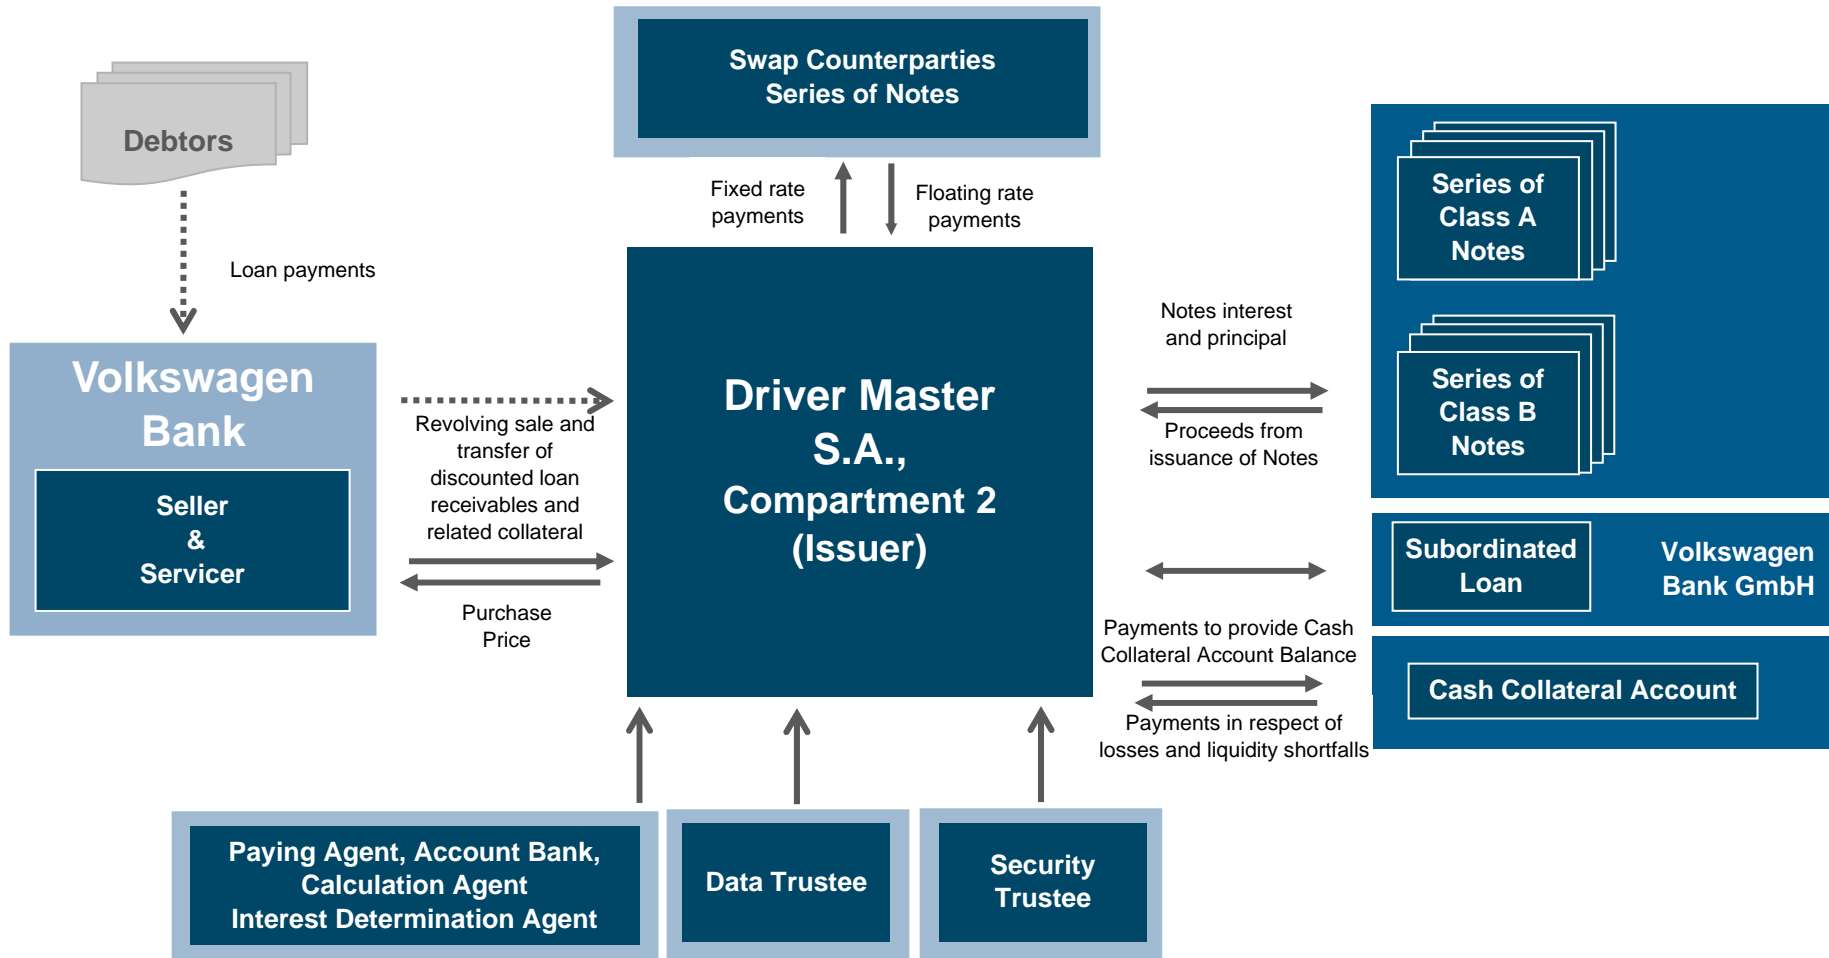 Swap Counterparties
Series of Notes
Debtors
Fixed rate
payments
Floating rate
payments
Loan payments
Series of
Class A
Notes
Series of
Class B
Notes
Notes interest
and principal
Proceeds from
issuance of Notes
Volkswagen
Bank
Seller
&
Servicer
Revolving sale and
transfer of
discounted loan
receivables and
related collateral
Purchase
Price
Driver Master
S.A.,
Compartment 2
(Issuer)
Subordinated
Loan
Volkswagen
Bank GmbH
Payments to provide Cash
Collateral Account Balance
Cash Collateral Account
Payments in respect of
losses and liquidity shortfalls
Paying Agent, Account Bank,
Calculation Agent
Interest Determination Agent
Data Trustee
Security
Trustee